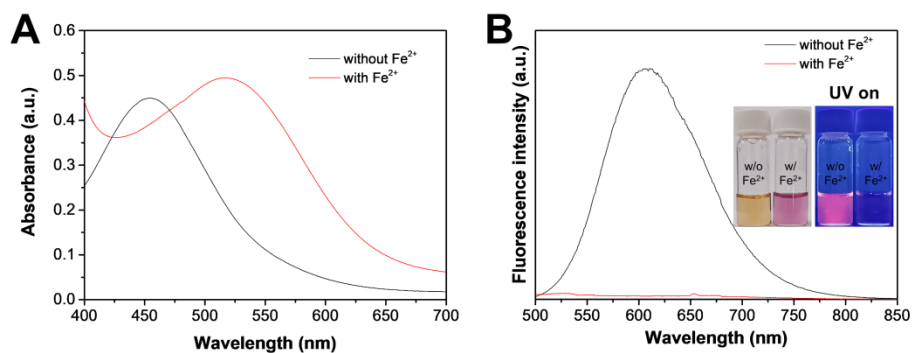 A
without Fe²⁺
with Fe²⁺
Absorbance (a.u.)
0.6
0.5
0.4
0.3
0.2
0.1
0.0
400 450 500 550 600 650 700
Wavelength (nm)
B
without Fe²⁺
with Fe²⁺
UV on
w/o w/ w/o w/
Fe²⁺ Fe²⁺ Fe²⁺ Fe²⁺
Fluorescence intensity (a.u.)
500 550 600 650 700 750 800 850
Wavelength (nm)